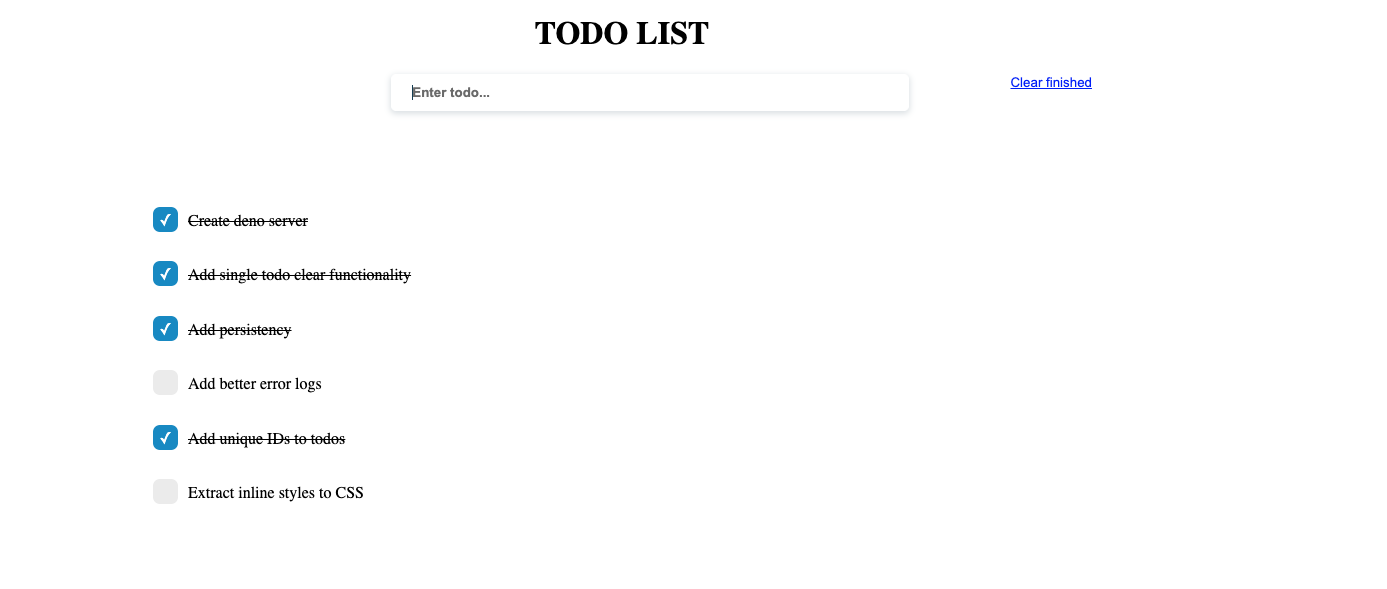 TODO LIST
Enter todo...
Clear finished
Create deno server
Add single todo clear functionality
Add persistency
Add better error logs
Add unique IDs to todos
Extract inline styles to CSS